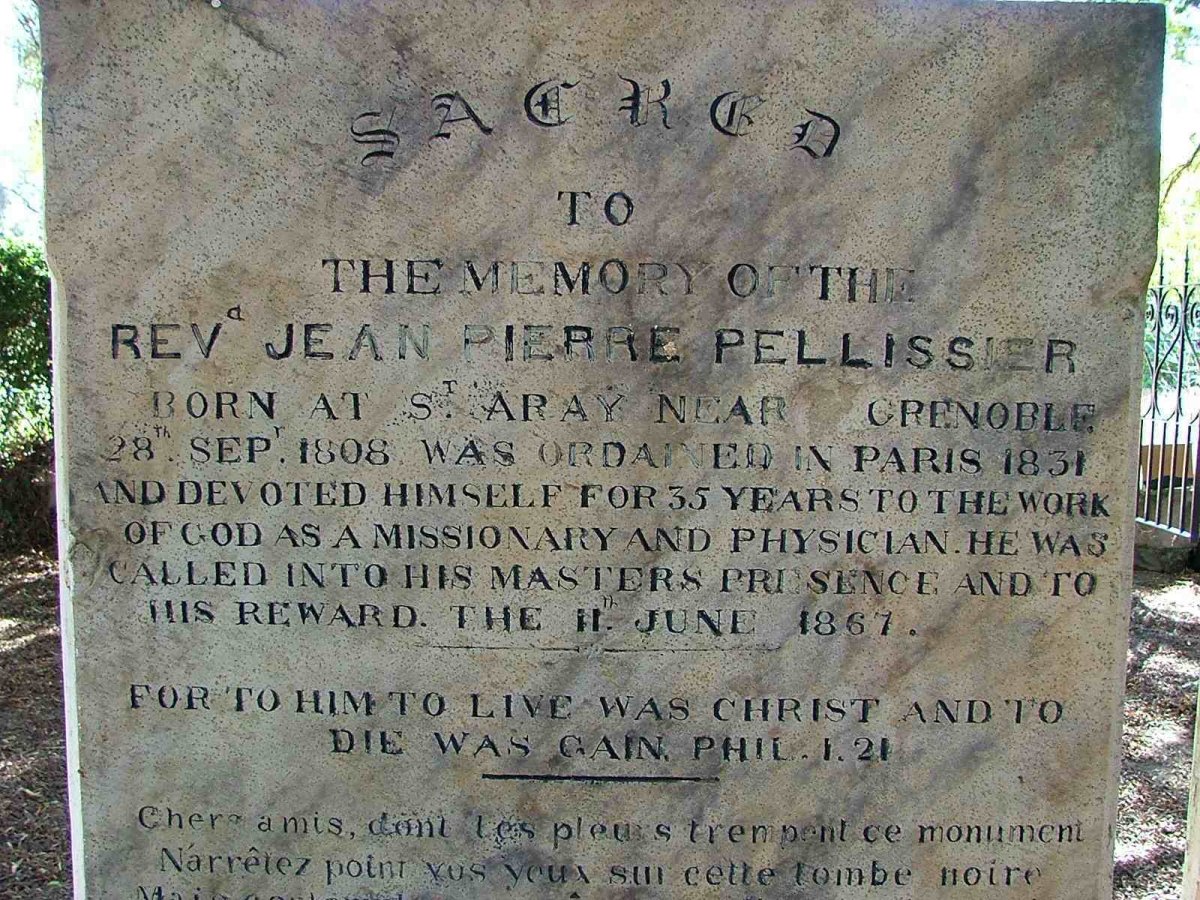 SACRED
TO
THE MEMORY OF THE
REVᵈ JEAN PIERRE PELLISSIER
BORN AT Sᵀ. ARAY NEAR GRENOBLE
28ᵗʰ. SEPʳ. 1808. WAS ORDAINED IN PARIS 1831
AND DEVOTED HIMSELF FOR 35 YEARS TO THE WORK
OF GOD AS A MISSIONARY AND PHYSICIAN. HE WAS
CALLED INTO HIS MASTERS PRESENCE AND TO
HIS REWARD. THE 11ᵗʰ. JUNE 1867.
FOR TO HIM TO LIVE WAS CHRIST AND TO
DIE WAS GAIN. PHIL. 1.21
Chers amis, dont les pleurs trempent ce monument
N'arrêtez point vos yeux sur cette tombe noire
Mais